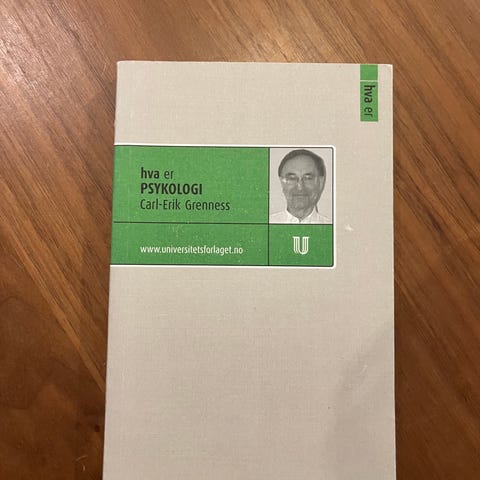 hva er
hva er
PSYKOLOGI
Carl-Erik Grenness
www.universitetsforlaget.no
U